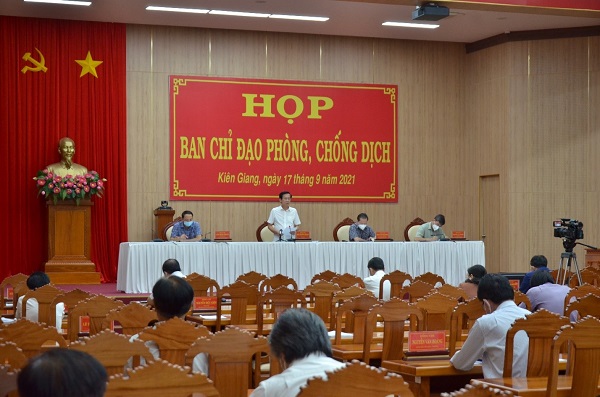 HỌP
BAN CHỈ ĐẠO PHÒNG, CHỐNG DỊCH
Kiên Giang, ngày 17 tháng 9 năm 2021